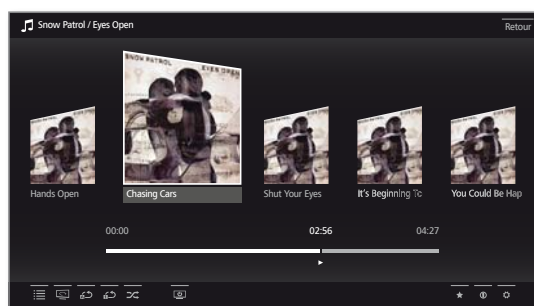 Snow Patrol / Eyes Open
Retour
SNOW PATROL EYES OPEN
Hands Open
Chasing Cars
Shut Your Eyes
It's Beginning To
You Could Be Hap
00:00 02:56 04:27